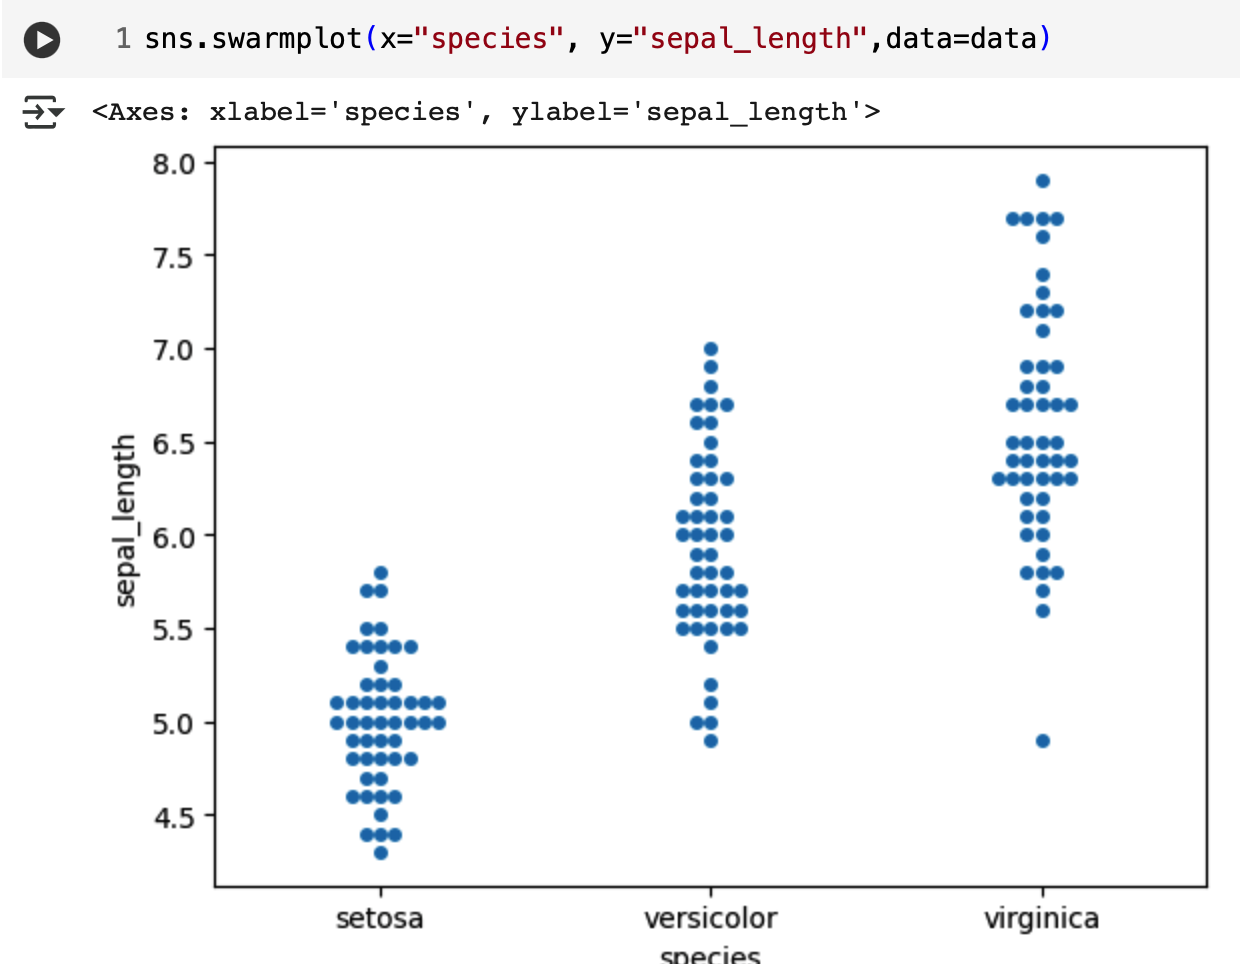 1 sns.swarmplot(x="species", y="sepal_length",data=data)
<Axes: xlabel='species', ylabel='sepal_length'>
8.0
7.5
7.0
6.5
6.0
5.5
5.0
4.5
sepal_length
setosa versicolor virginica
species